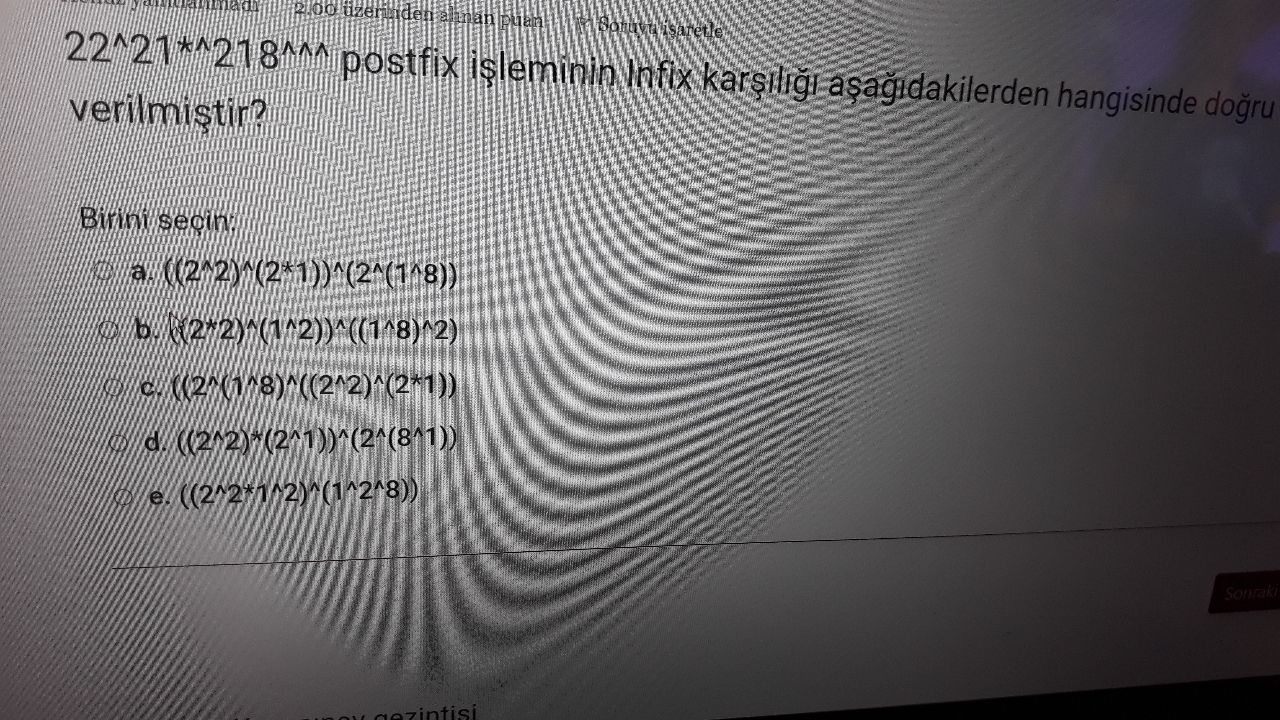 yanıtlanmadı 2,00 üzerinden alınan puan Soruyu işaretle
22^21*^218^^^ postfix işleminin Infix karşılığı aşağıdakilerden hangisinde doğru
verilmiştir?
Birini seçin:
a. ((2^2)^(2*1))^(2^(1^8))
b. ((2*2)^(1^2))^((1^8)^2)
c. ((2^(1^8)^((2^2)^(2*1))
d. ((2^2)*(2^1))^(2^(8^1))
e. ((2^2*1^2)^(1^2^8))
Sonraki
gezintisi